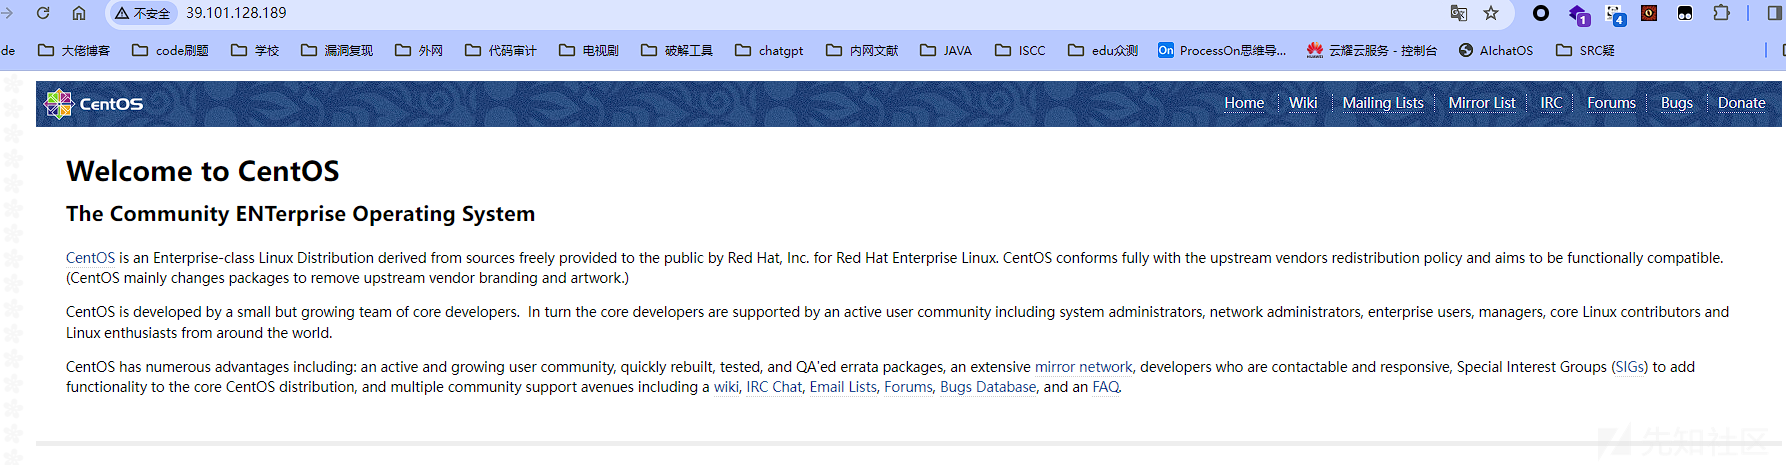 不安全 39.101.128.189
1 4
de 大佬博客 code刷题 学校 漏洞复现 外网 代码审计 电视剧 破解工具 chatgpt 内网文献 JAVA ISCC edu众测 On ProcessOn思维导... 云耀云服务 - 控制台 AIchatOS SRC疑
CentOS Home Wiki Mailing Lists Mirror List IRC Forums Bugs Donate
Welcome to CentOS
The Community ENTerprise Operating System
CentOS is an Enterprise-class Linux Distribution derived from sources freely provided to the public by Red Hat, Inc. for Red Hat Enterprise Linux. CentOS conforms fully with the upstream vendors redistribution policy and aims to be functionally compatible.
(CentOS mainly changes packages to remove upstream vendor branding and artwork.)
CentOS is developed by a small but growing team of core developers.  In turn the core developers are supported by an active user community including system administrators, network administrators, enterprise users, managers, core Linux contributors and
Linux enthusiasts from around the world.
CentOS has numerous advantages including: an active and growing user community, quickly rebuilt, tested, and QA'ed errata packages, an extensive mirror network, developers who are contactable and responsive, Special Interest Groups (SIGs) to add
functionality to the core CentOS distribution, and multiple community support avenues including a wiki, IRC Chat, Email Lists, Forums, Bugs Database, and an FAQ.
先知社区